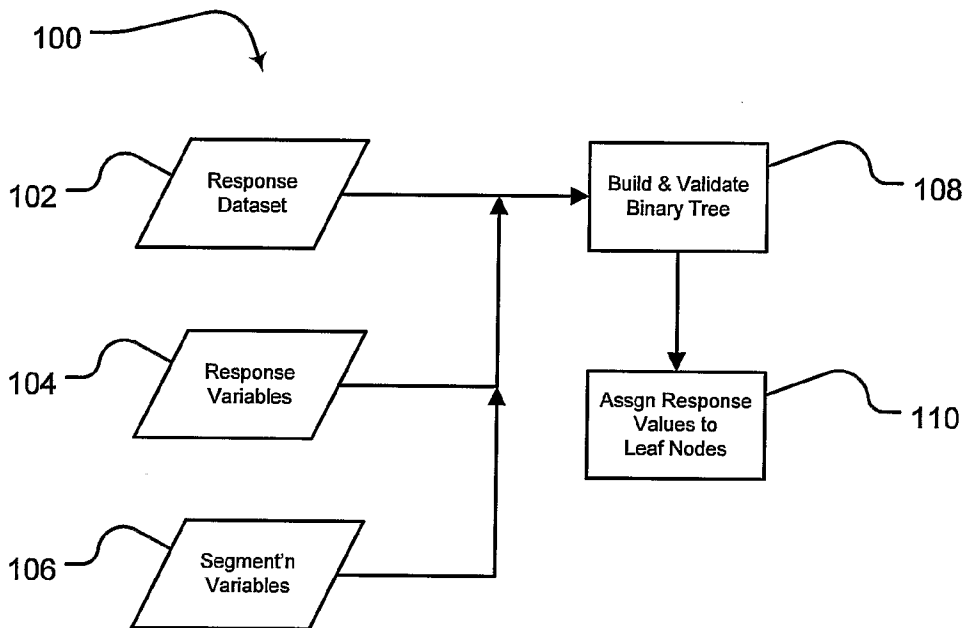 100
102
Response
Dataset
Build & Validate
Binary Tree
108
104
Response
Variables
Assgn Response
Values to
Leaf Nodes
110
106
Segment'n
Variables